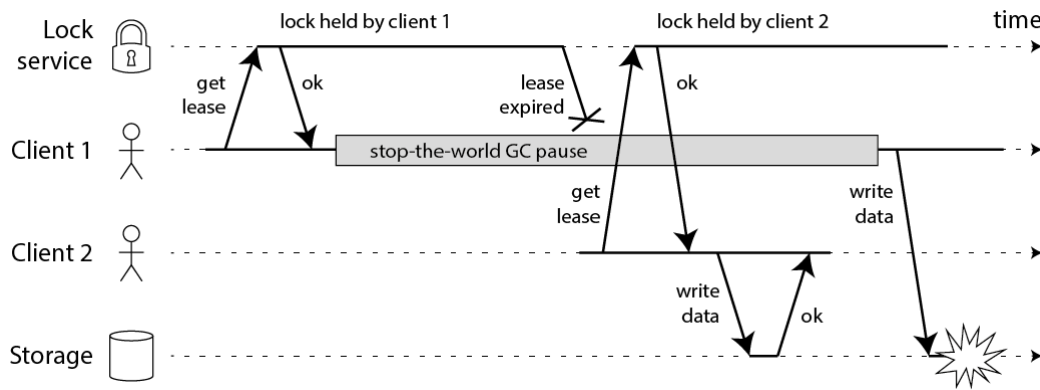 lock held by client 1
lock held by client 2
time
Lock
service
get
lease
ok
lease
expired
ok
Client 1
stop-the-world GC pause
get
lease
write
data
Client 2
write
data
ok
Storage